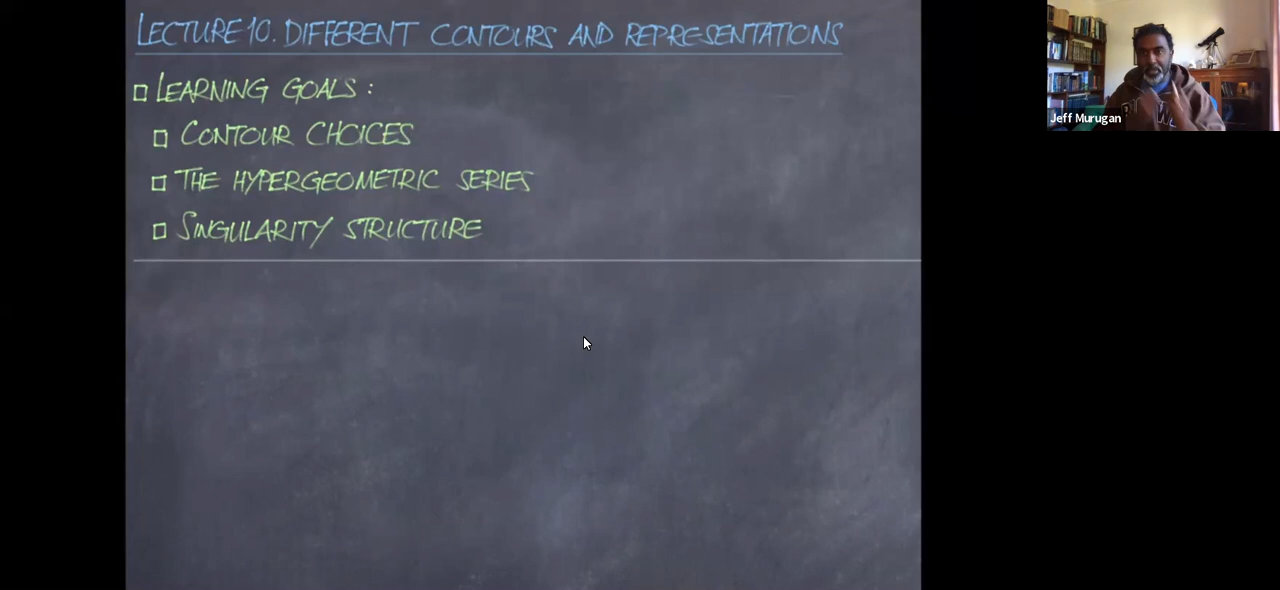 LECTURE 10. DIFFERENT CONTOURS AND REPRESENTATIONS
LEARNING GOALS :
CONTOUR CHOICES
THE HYPERGEOMETRIC SERIES
SINGULARITY STRUCTURE
Jeff Murugan